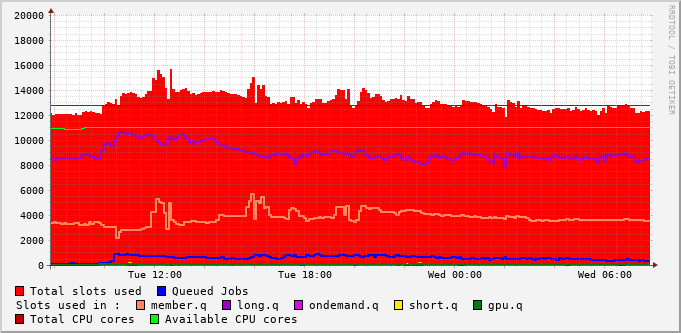 20000
18000
16000
14000
12000
10000
8000
6000
4000
2000
0
Tue 12:00 Tue 18:00 Wed 00:00 Wed 06:00
RRDTOOL / TOBI OETIKER
Total slots used Queued Jobs
Slots used in : member.q long.q ondemand.q short.q gpu.q
Total CPU cores Available CPU cores